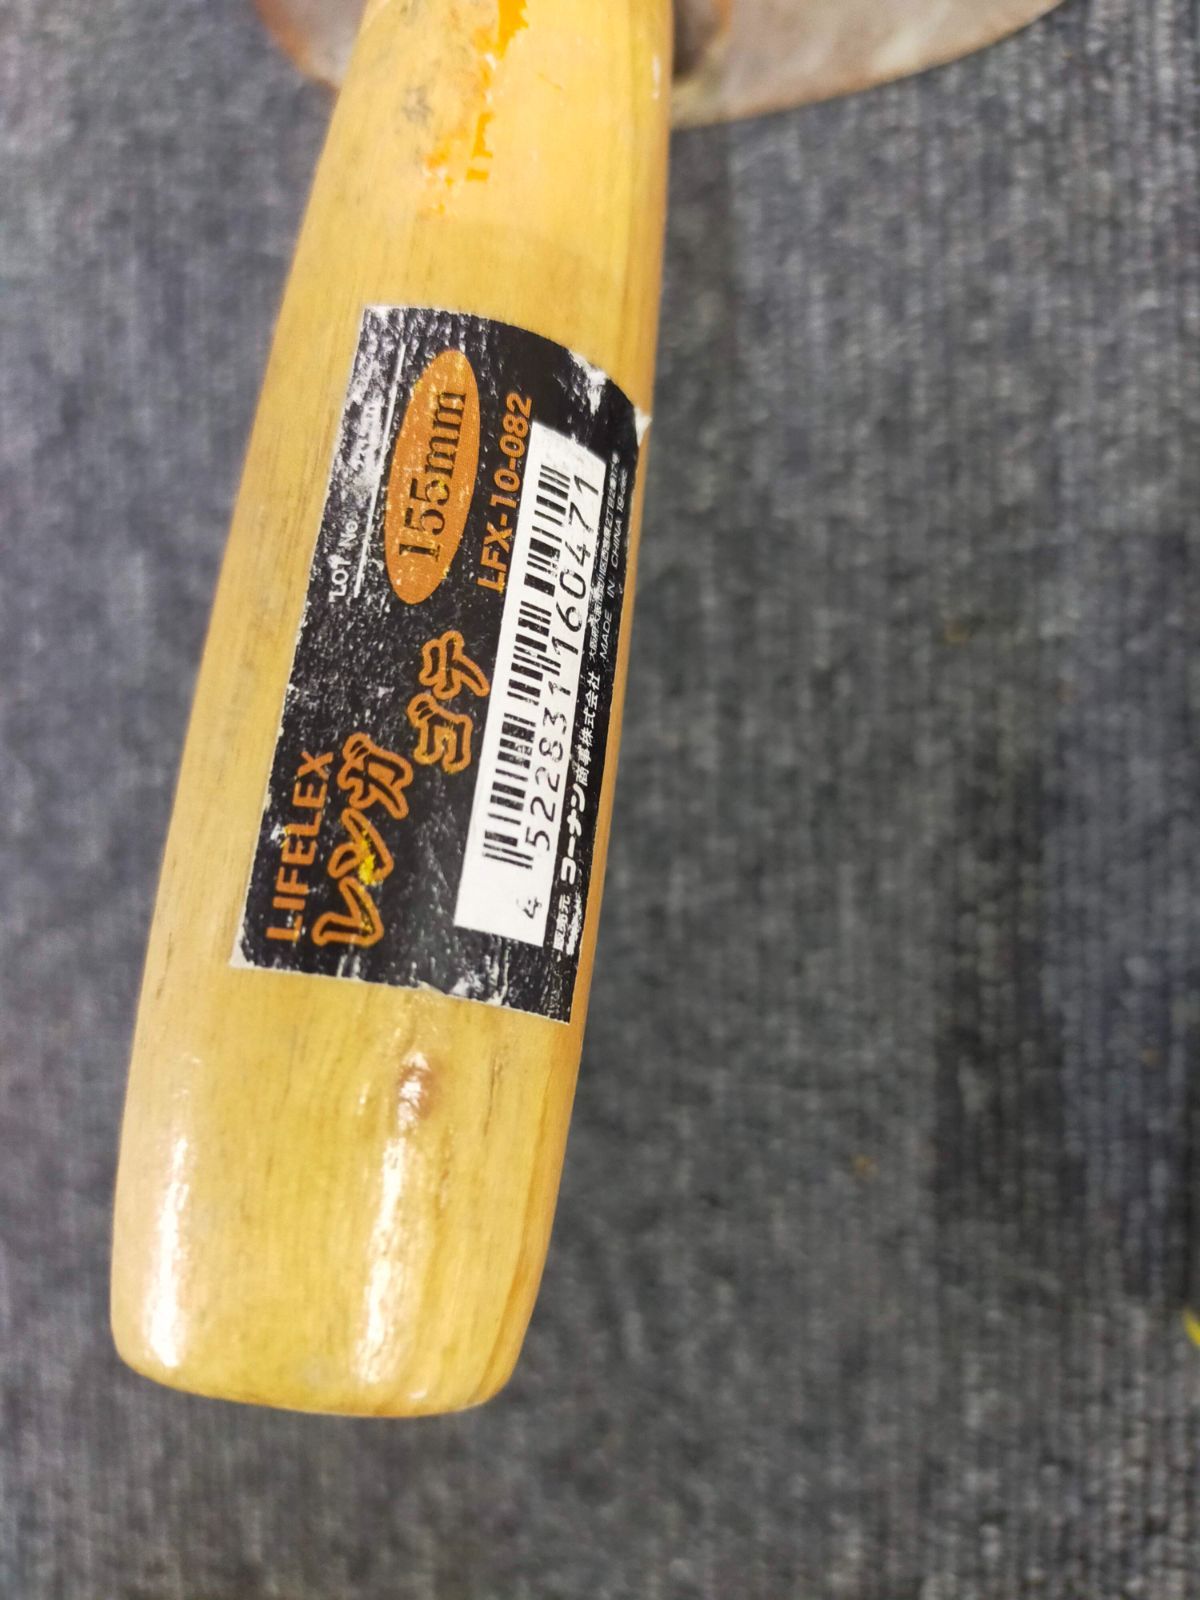 LIFELEX
レンガ
ゴテ
155mm
LOT No.
LFX-10-082
4 522831 160471
コーナン商事株式会社
MADE IN CHINA